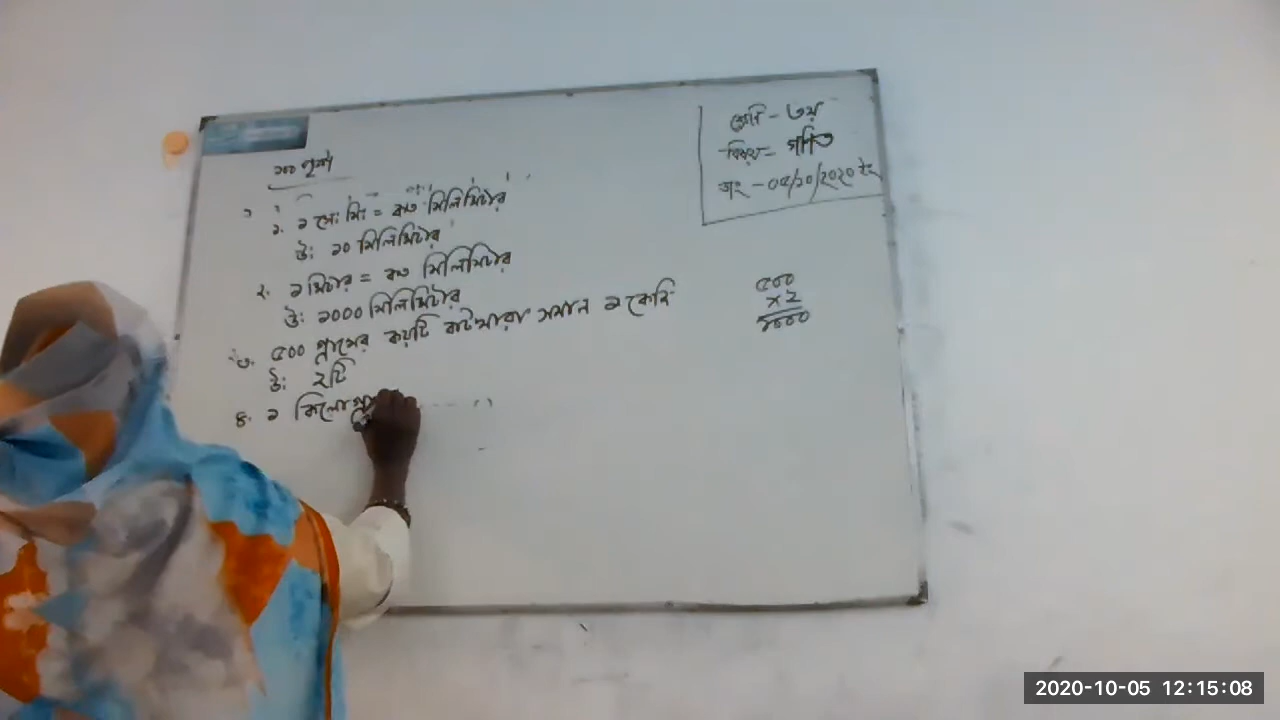 শ্রেণি - ৩য়
বিষয় - গণিত
তাং - ০৫/১০/২০২০ ইং
১০০ পৃষ্ঠা
১. ১ সেঃ মিঃ = কত মিলিমিটার
উঃ ১০ মিলিমিটার
২. ১ মিটার = কত মিলিমিটার
উঃ ১০০০ মিলিমিটার
৩. ৫০০ গ্রামের কয়টি বাটখারা সমান ১ কেজি
উঃ ২টি
৪. ১ কিলোগ্রা
৫০০
x ২
১০০০
2020-10-05 12:15:08